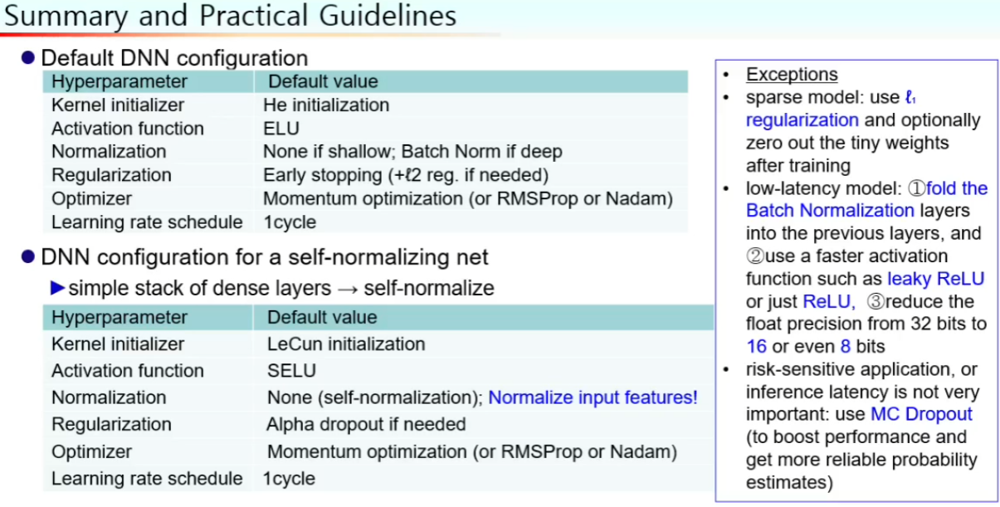 Summary and Practical Guidelines
● Default DNN configuration
Hyperparameter Default value
Kernel initializer He initialization
Activation function ELU
Normalization None if shallow; Batch Norm if deep
Regularization Early stopping (+ℓ2 reg. if needed)
Optimizer Momentum optimization (or RMSProp or Nadam)
Learning rate schedule 1cycle
● DNN configuration for a self-normalizing net
▶simple stack of dense layers → self-normalize
Hyperparameter Default value
Kernel initializer LeCun initialization
Activation function SELU
Normalization None (self-normalization); Normalize input features!
Regularization Alpha dropout if needed
Optimizer Momentum optimization (or RMSProp or Nadam)
Learning rate schedule 1cycle
• Exceptions
• sparse model: use ℓ₁
regularization and optionally
zero out the tiny weights
after training
• low-latency model: ①fold the
Batch Normalization layers
into the previous layers, and
②use a faster activation
function such as leaky ReLU
or just ReLU, ③reduce the
float precision from 32 bits to
16 or even 8 bits
• risk-sensitive application, or
inference latency is not very
important: use MC Dropout
(to boost performance and
get more reliable probability
estimates)